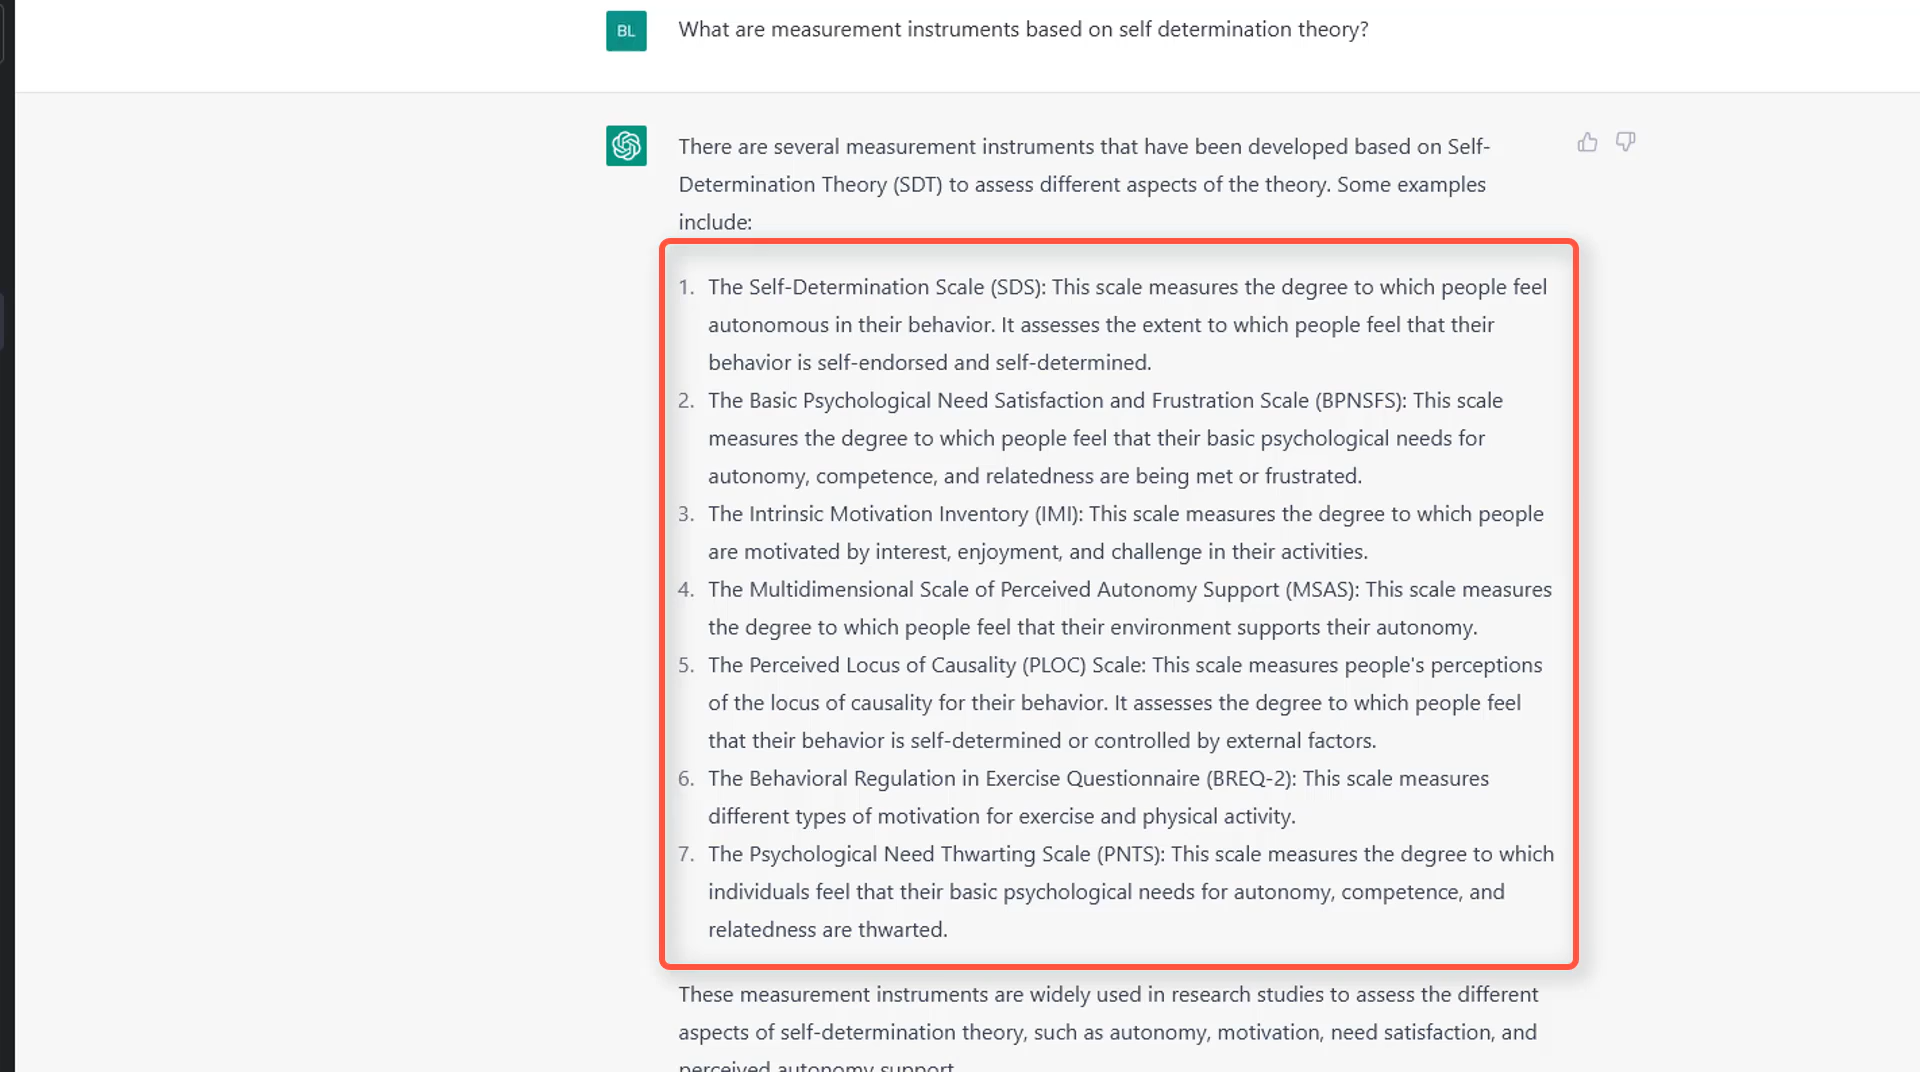 BL
What are measurement instruments based on self determination theory?
There are several measurement instruments that have been developed based on Self-
Determination Theory (SDT) to assess different aspects of the theory. Some examples
include:
1. The Self-Determination Scale (SDS): This scale measures the degree to which people feel
autonomous in their behavior. It assesses the extent to which people feel that their
behavior is self-endorsed and self-determined.
2. The Basic Psychological Need Satisfaction and Frustration Scale (BPNSFS): This scale
measures the degree to which people feel that their basic psychological needs for
autonomy, competence, and relatedness are being met or frustrated.
3. The Intrinsic Motivation Inventory (IMI): This scale measures the degree to which people
are motivated by interest, enjoyment, and challenge in their activities.
4. The Multidimensional Scale of Perceived Autonomy Support (MSAS): This scale measures
the degree to which people feel that their environment supports their autonomy.
5. The Perceived Locus of Causality (PLOC) Scale: This scale measures people's perceptions
of the locus of causality for their behavior. It assesses the degree to which people feel
that their behavior is self-determined or controlled by external factors.
6. The Behavioral Regulation in Exercise Questionnaire (BREQ-2): This scale measures
different types of motivation for exercise and physical activity.
7. The Psychological Need Thwarting Scale (PNTS): This scale measures the degree to which
individuals feel that their basic psychological needs for autonomy, competence, and
relatedness are thwarted.
These measurement instruments are widely used in research studies to assess the different
aspects of self-determination theory, such as autonomy, motivation, need satisfaction, and
perceived autonomy support.